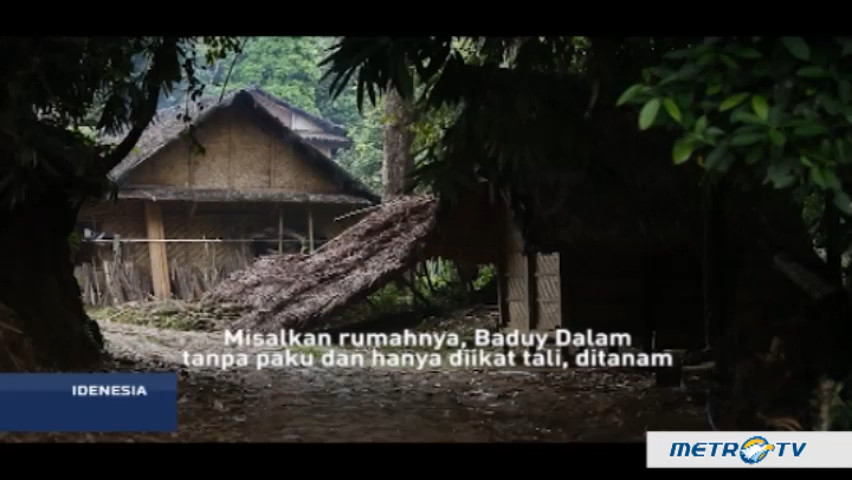 Misalkan rumahnya, Baduy Dalam
tanpa paku dan hanya diikat tali, ditanam
IDENESIA
METRO TV